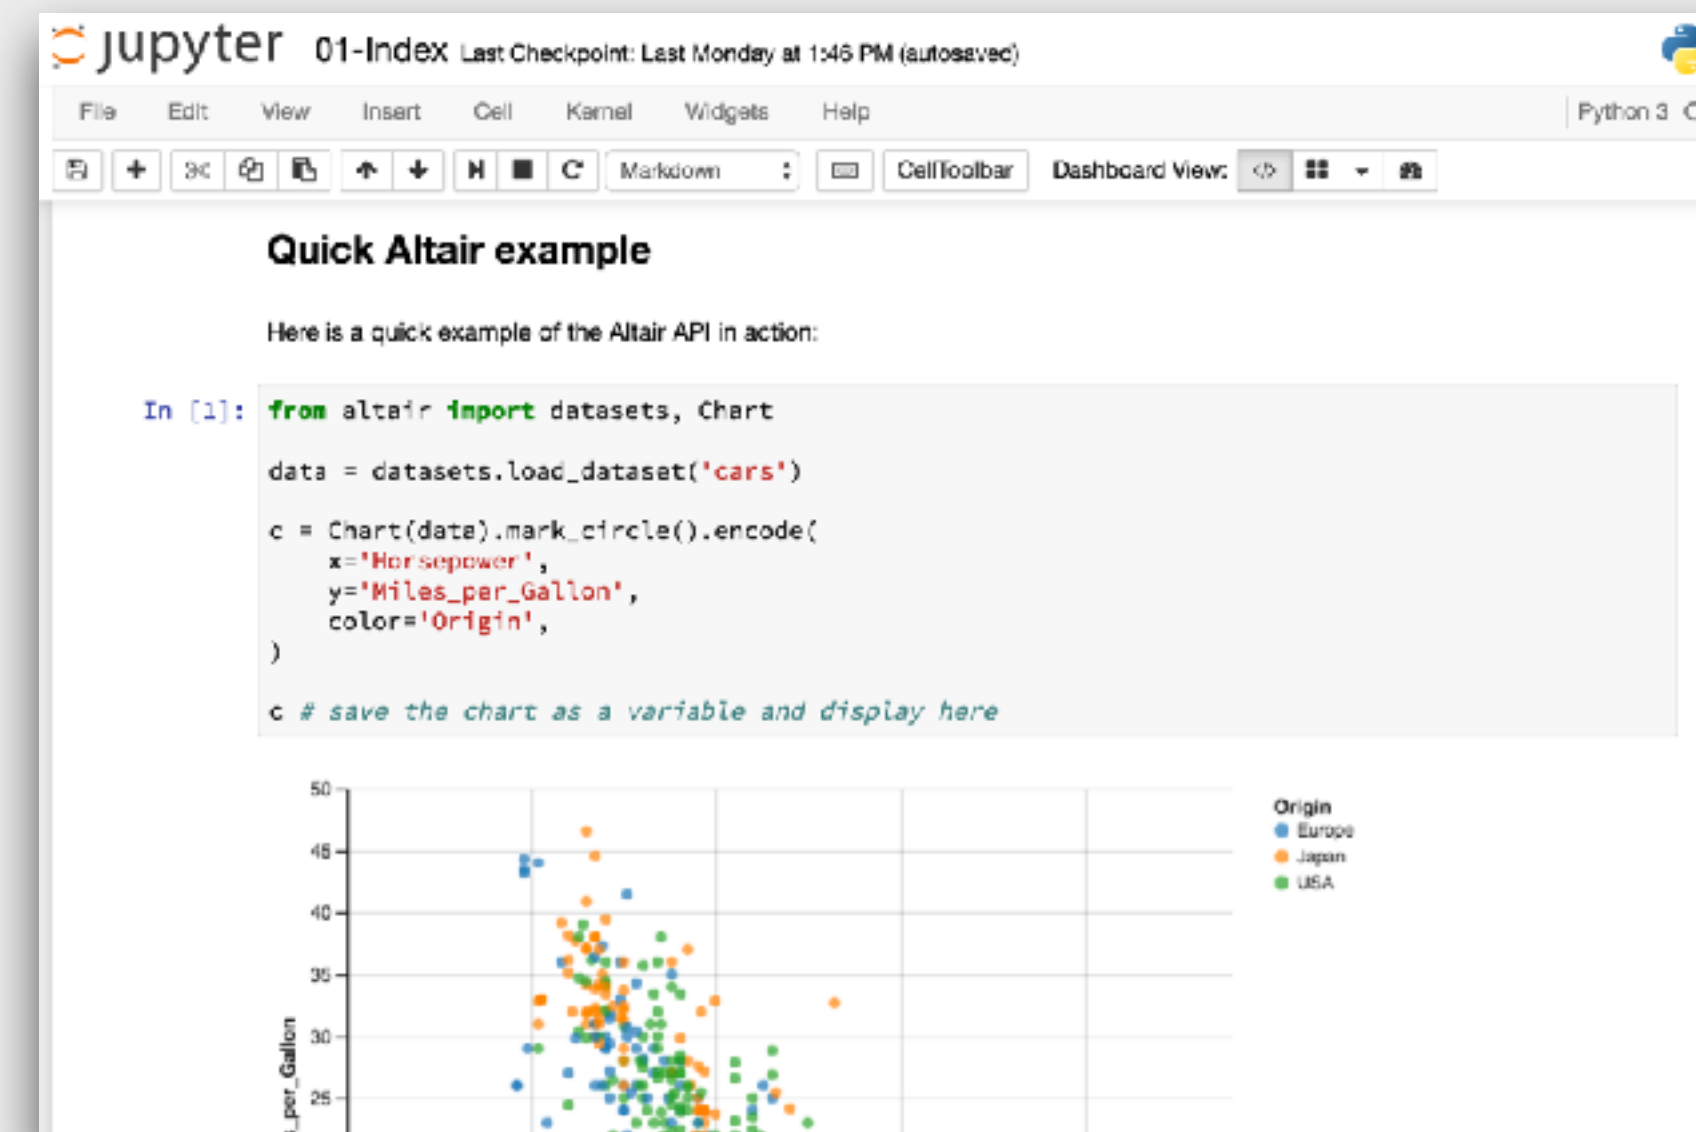 jupyter 01-Index Last Checkpoint: Last Monday at 1:46 PM (autosaved)
File Edit View Insert Cell Kernel Widgets Help Python 3
Markdown CellToolbar Dashboard View:
Quick Altair example
Here is a quick example of the Altair API in action:
In [1]: from altair import datasets, Chart
data = datasets.load_dataset('cars')
c = Chart(data).mark_circle().encode(
x='Horsepower',
y='Miles_per_Gallon',
color='Origin',
)
c # save the chart as a variable and display here
50
45
40
35
30
25
_per_Gallon
Origin
Europe
Japan
USA